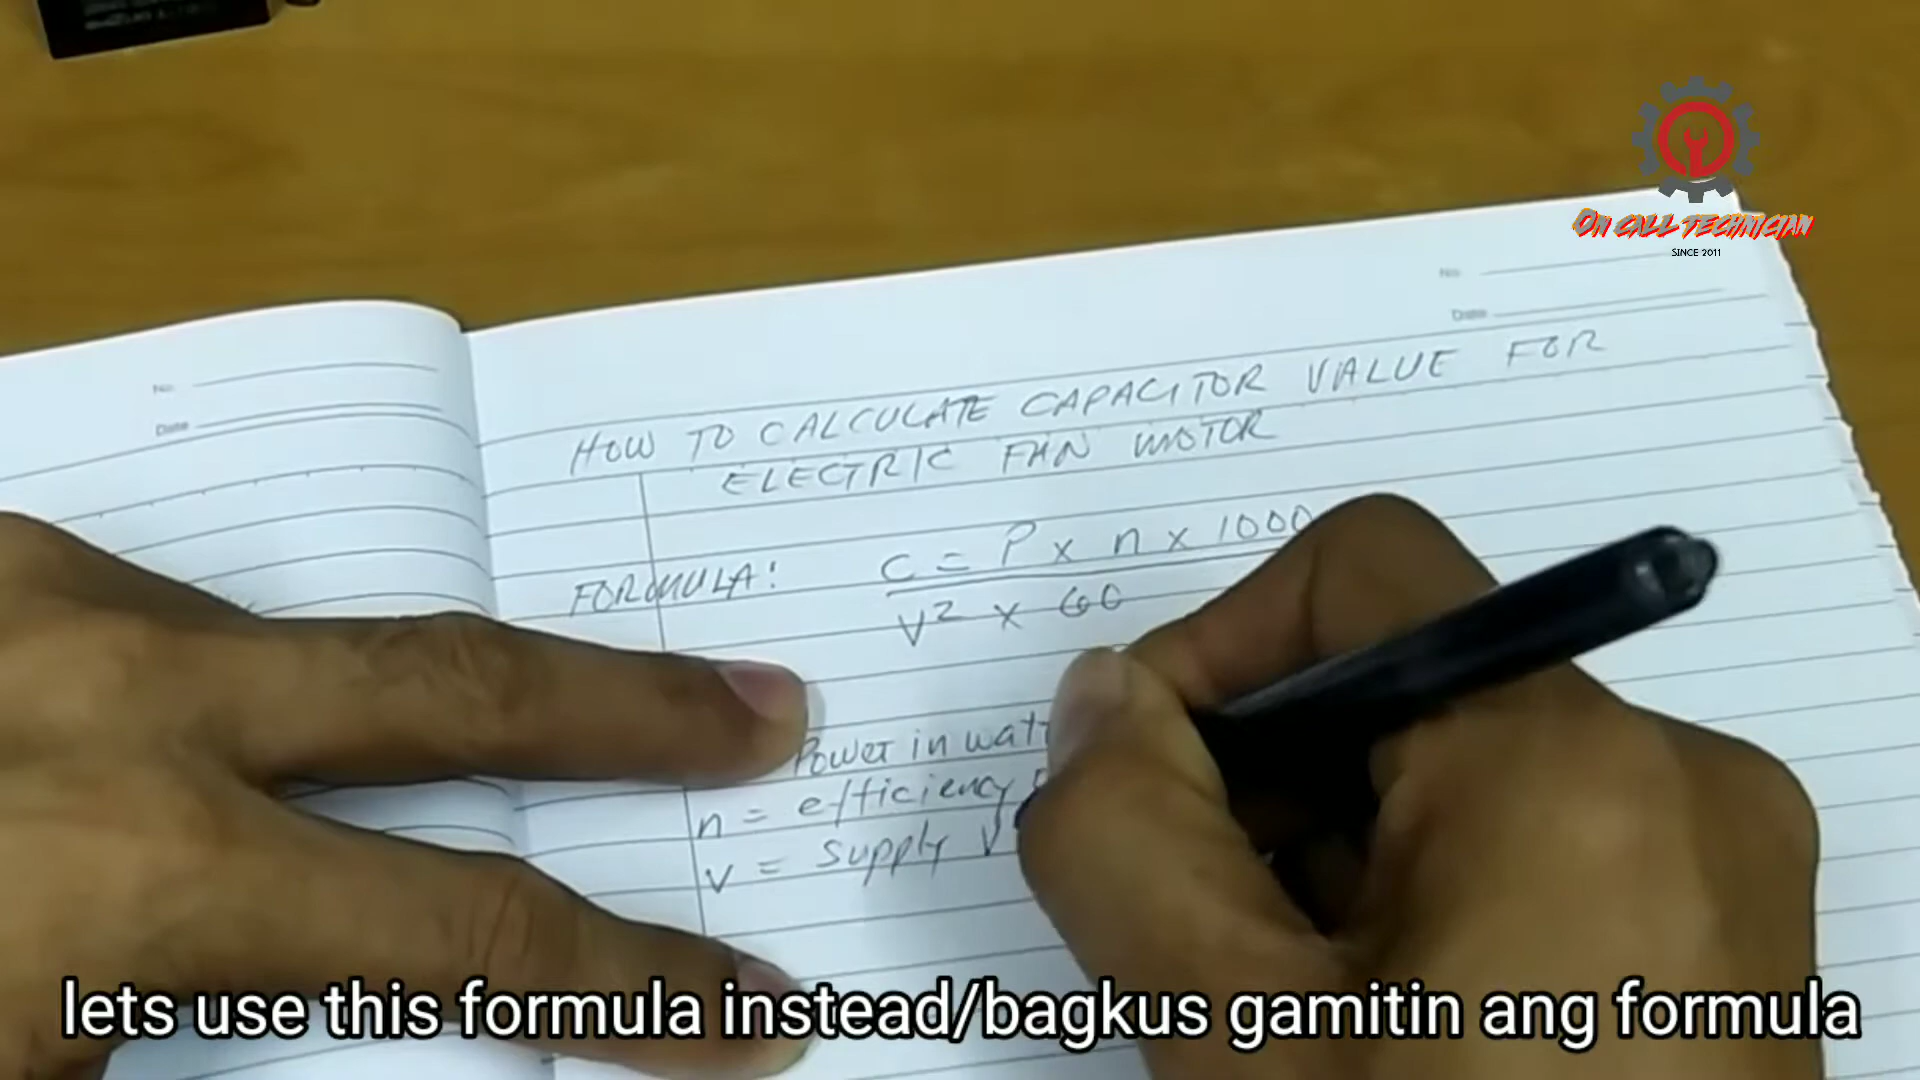 On call technician
SINCE 2011
No.
Date
No.
Date
HOW TO CALCULATE CAPACITOR VALUE FOR
ELECTRIC FAN MOTOR
FORMULA: C = P x n x 1000
V² x 60
Power in watt
n = efficiency
v = supply V
lets use this formula instead/bagkus gamitin ang formula